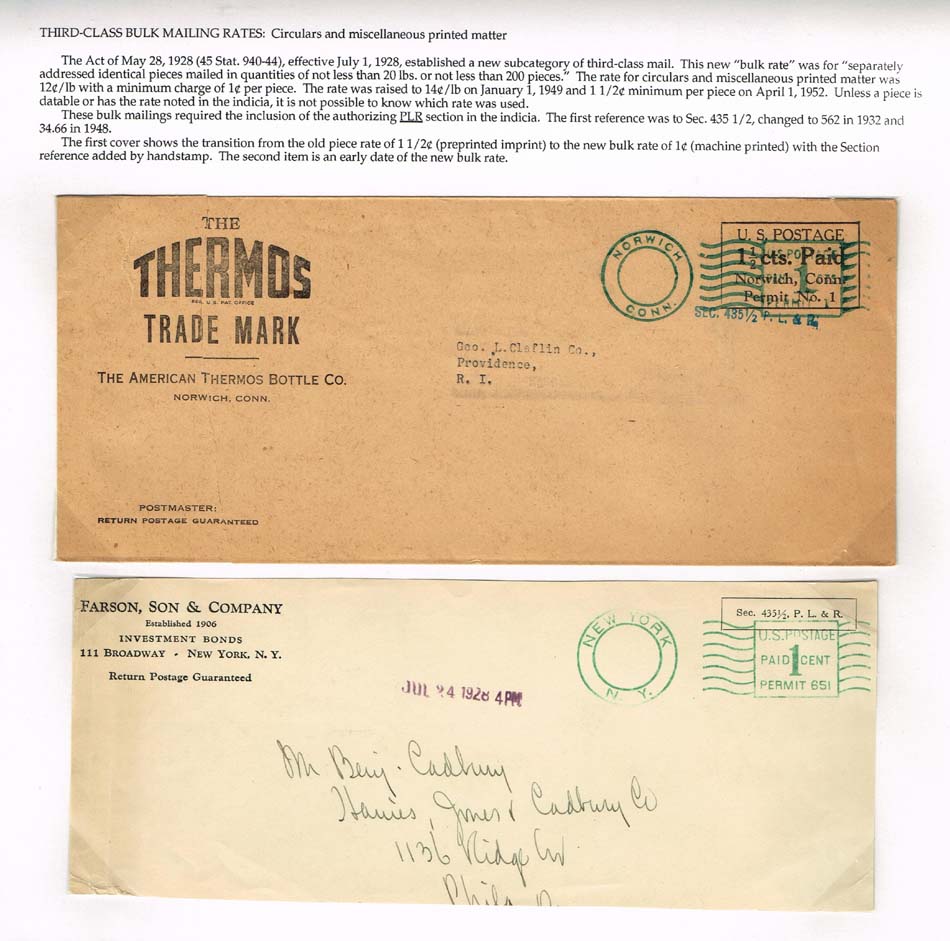 THIRD-CLASS BULK MAILING RATES: Circulars and miscellaneous printed matter
The Act of May 28, 1928 (45 Stat. 940-44), effective July 1, 1928, established a new subcategory of third-class mail. This new "bulk rate" was for "separately
addressed identical pieces mailed in quantities of not less than 20 lbs. or not less than 200 pieces." The rate for circulars and miscellaneous printed matter was
12¢/lb with a minimum charge of 1¢ per piece. The rate was raised to 14¢/lb on January 1, 1949 and 1 1/2¢ minimum per piece on April 1, 1952. Unless a piece is
datable or has the rate noted in the indicia, it is not possible to know which rate was used.
These bulk mailings required the inclusion of the authorizing PLR section in the indicia. The first reference was to Sec. 435 1/2, changed to 562 in 1932 and
34.66 in 1948.
The first cover shows the transition from the old piece rate of 1 1/2¢ (preprinted imprint) to the new bulk rate of 1¢ (machine printed) with the Section
reference added by handstamp. The second item is an early date of the new bulk rate.
THE
THERMOS
REG. U.S. PAT. OFFICE
TRADE MARK
THE AMERICAN THERMOS BOTTLE CO.
NORWICH, CONN.
NORWICH
CONN.
U. S. POSTAGE
1½ cts. Paid
Norwich, Conn
Permit No. 1
U.S. PO
1
PERMIT 1
SEC. 435½ P. L. & R.
Geo. L. Claflin Co.,
Providence,
R. I.
POSTMASTER:
RETURN POSTAGE GUARANTEED
FARSON, SON & COMPANY
Established 1906
INVESTMENT BONDS
111 BROADWAY - NEW YORK, N. Y.
Return Postage Guaranteed
JUL 24 1928 4PM
NEW YORK
N. Y.
Sec. 435½, P. L. & R.
U.S. POSTAGE
PAID 1 CENT
PERMIT 651
Mr Benj. Cadbury
Haines, Jones & Cadbury Co
1136 Ridge Av
Phila